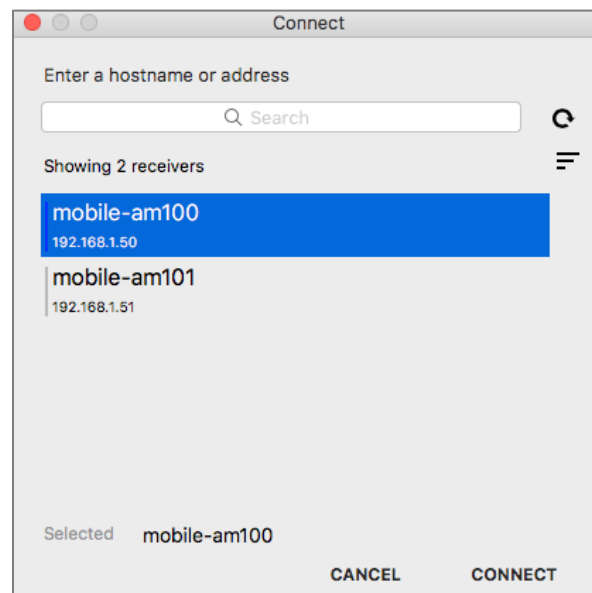 Connect
Enter a hostname or address
Search
Showing 2 receivers
mobile-am100
192.168.1.50
mobile-am101
192.168.1.51
Selected mobile-am100
CANCEL CONNECT